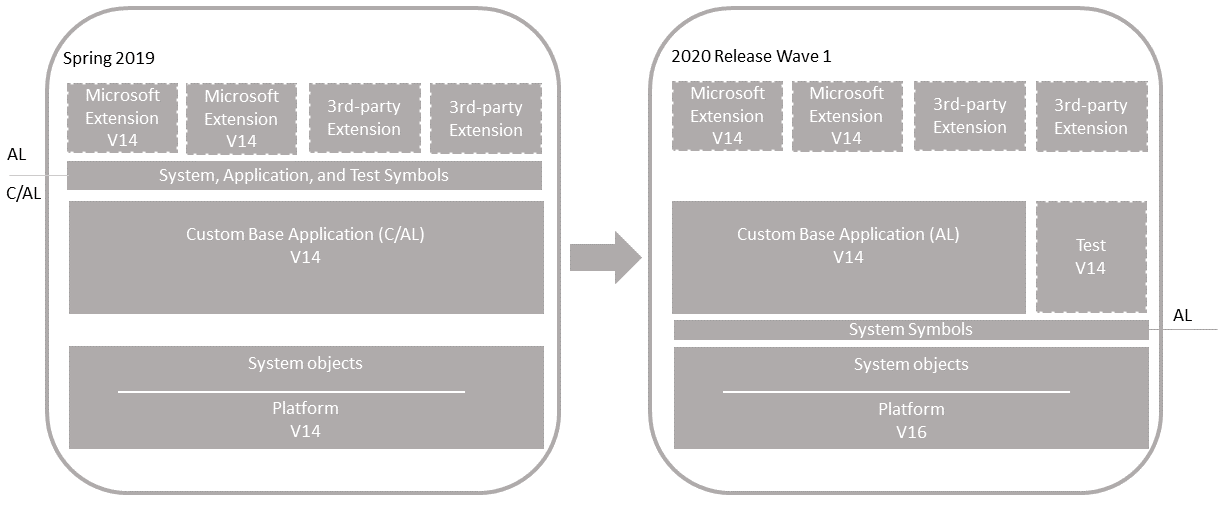 Spring 2019
Microsoft
Extension
V14
Microsoft
Extension
V14
3rd-party
Extension
3rd-party
Extension
AL
C/AL
System, Application, and Test Symbols
Custom Base Application (C/AL)
V14
System objects
Platform
V14
2020 Release Wave 1
Microsoft
Extension
V14
Microsoft
Extension
V14
3rd-party
Extension
3rd-party
Extension
Custom Base Application (AL)
V14
Test
V14
System Symbols
AL
System objects
Platform
V16